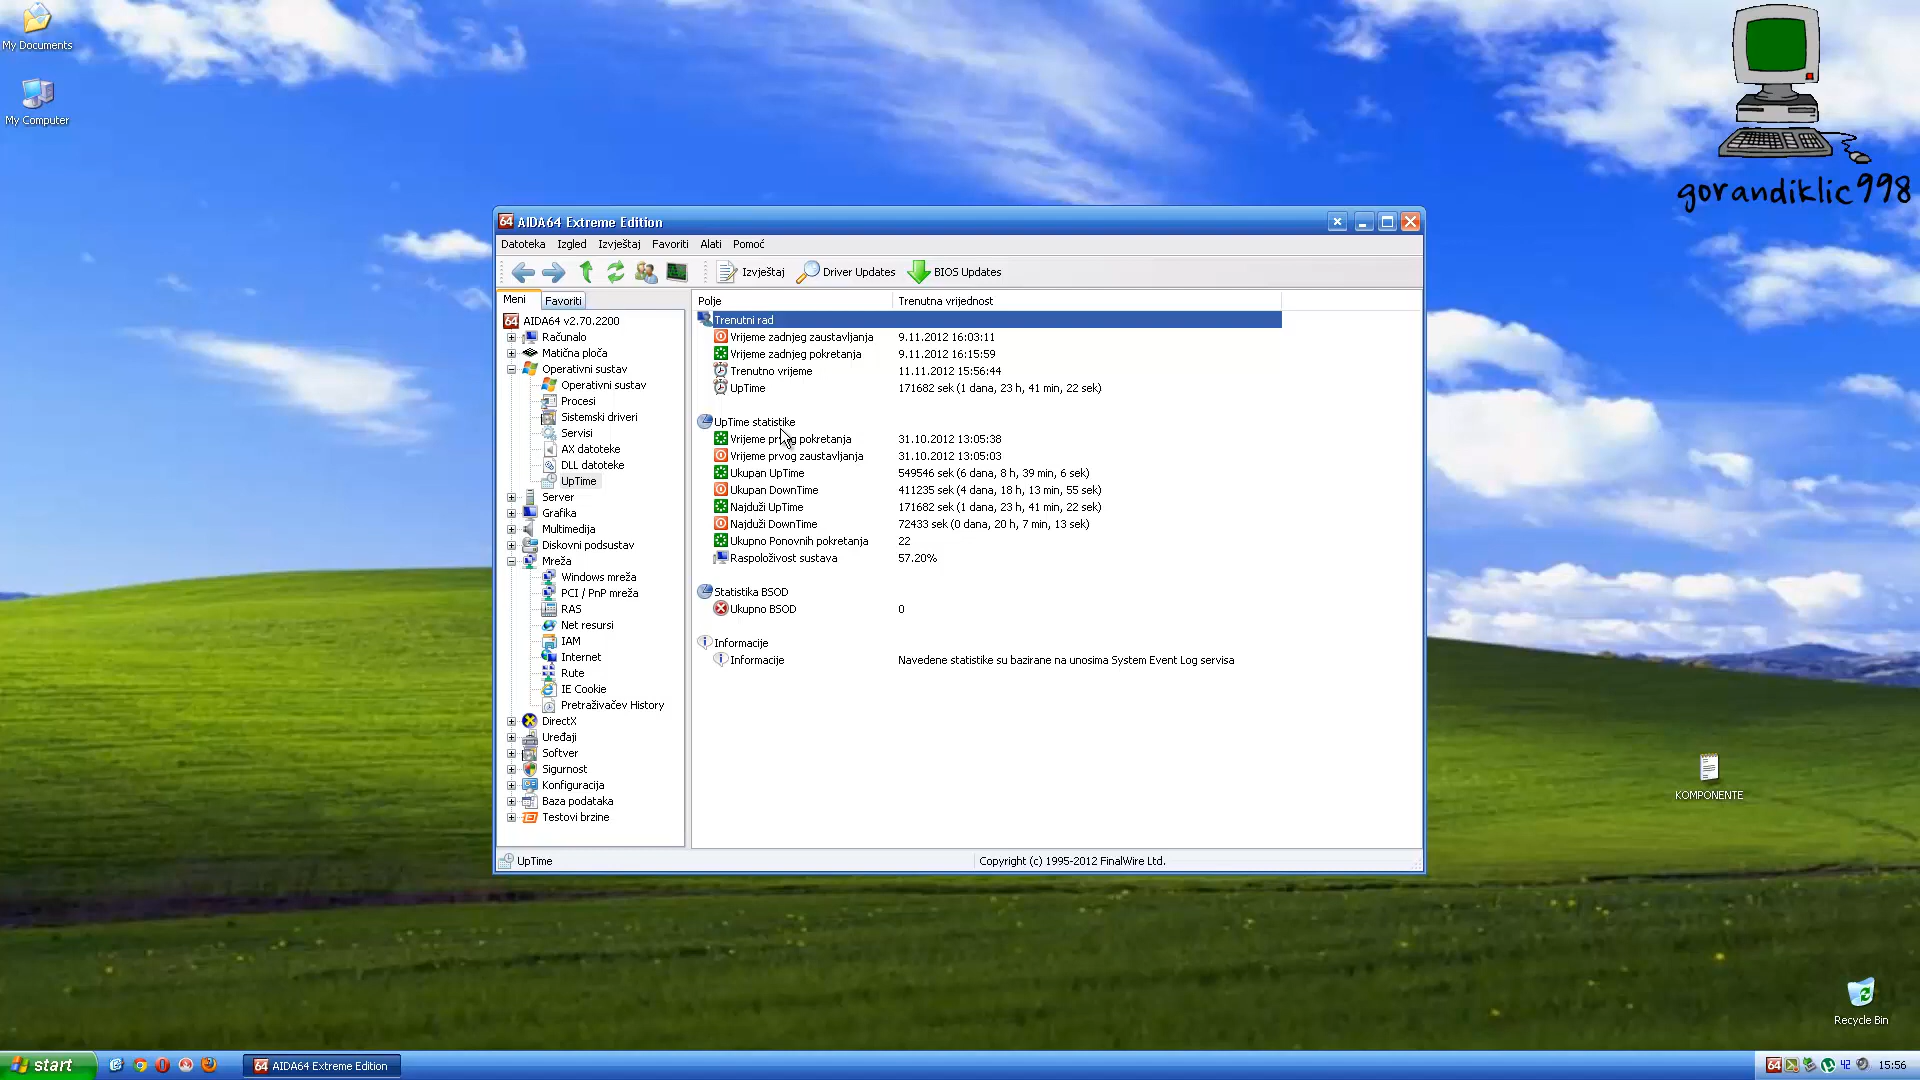 My Documents
My Computer
gorandiklic998
64 AIDA64 Extreme Edition
Datoteka Izgled Izvještaj Favoriti Alati Pomoć
Izvještaj Driver Updates BIOS Updates
Meni Favoriti
64 AIDA64 v2.70.2200
Računalo
Matična ploča
Operativni sustav
Operativni sustav
Procesi
Sistemski driveri
Servisi
AX datoteke
DLL datoteke
UpTime
Server
Grafika
Multimedija
Diskovni podsustav
Mreža
Windows mreža
PCI / PnP mreža
RAS
Net resursi
IAM
Internet
Rute
IE Cookie
Pretraživačev History
DirectX
Uređaji
Softver
Sigurnost
Konfiguracija
Baza podataka
Testovi brzine
Polje Trenutna vrijednost
Trenutni rad
Vrijeme zadnjeg zaustavljanja 9.11.2012 16:03:11
Vrijeme zadnjeg pokretanja 9.11.2012 16:15:59
Trenutno vrijeme 11.11.2012 15:56:44
UpTime 171682 sek (1 dana, 23 h, 41 min, 22 sek)
UpTime statistike
Vrijeme prvog pokretanja 31.10.2012 13:05:38
Vrijeme prvog zaustavljanja 31.10.2012 13:05:03
Ukupan UpTime 549546 sek (6 dana, 8 h, 39 min, 6 sek)
Ukupan DownTime 411235 sek (4 dana, 18 h, 13 min, 55 sek)
Najduži UpTime 171682 sek (1 dana, 23 h, 41 min, 22 sek)
Najduži DownTime 72433 sek (0 dana, 20 h, 7 min, 13 sek)
Ukupno Ponovnih pokretanja 22
Raspoloživost sustava 57.20%
Statistika BSOD
Ukupno BSOD 0
Informacije
Informacije Navedene statistike su bazirane na unosima System Event Log servisa
UpTime Copyright (c) 1995-2012 FinalWire Ltd.
KOMPONENTE
Recycle Bin
start 64 AIDA64 Extreme Edition 64 42 15:56